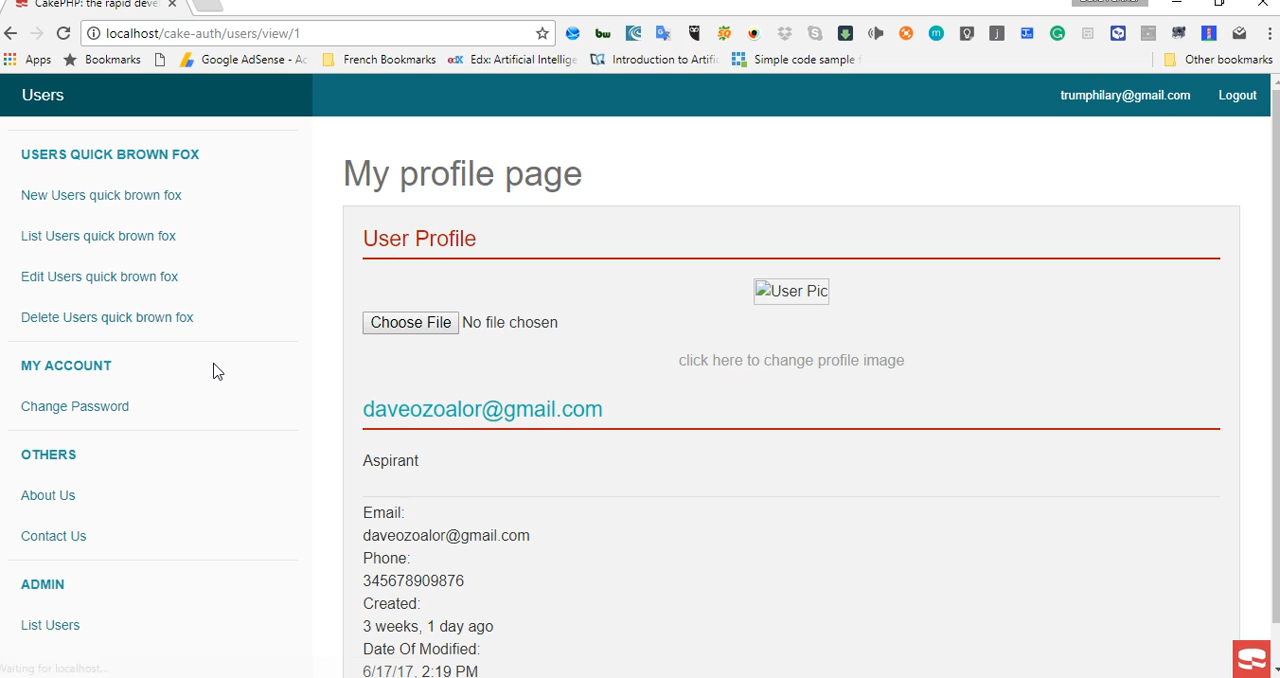 CakePHP: the rapid deve
localhost/cake-auth/users/view/1
Apps Bookmarks Google AdSense - Ac French Bookmarks edX Edx: Artificial Intellige Introduction to Artific Simple code sample f Other bookmarks
Users trumphilary@gmail.com Logout
USERS QUICK BROWN FOX
New Users quick brown fox
List Users quick brown fox
Edit Users quick brown fox
Delete Users quick brown fox
MY ACCOUNT
Change Password
OTHERS
About Us
Contact Us
ADMIN
List Users
My profile page
User Profile
User Pic
Choose File No file chosen
click here to change profile image
daveozoalor@gmail.com
Aspirant
Email:
daveozoalor@gmail.com
Phone:
345678909876
Created:
3 weeks, 1 day ago
Date Of Modified:
6/17/17, 2:19 PM
Waiting for localhost...